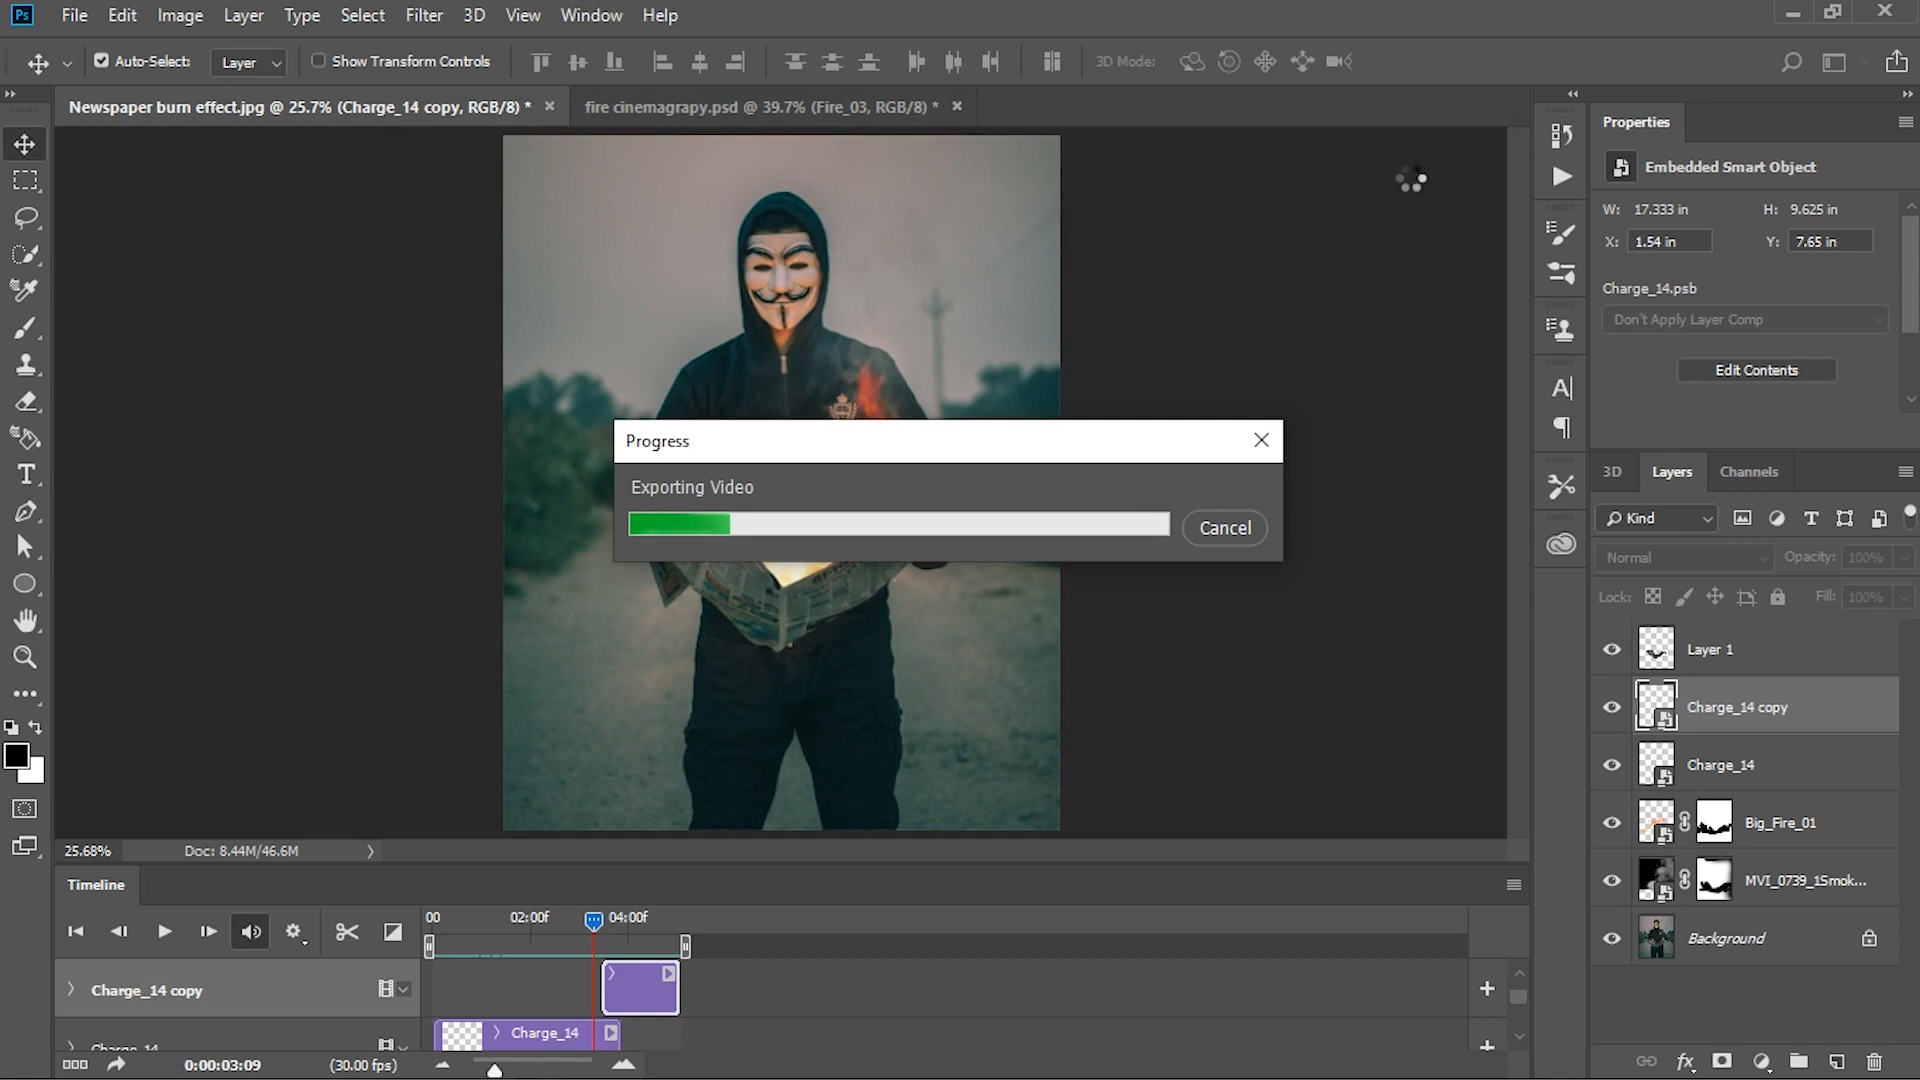 Ps File Edit Image Layer Type Select Filter 3D View Window Help
Auto-Select: Layer Show Transform Controls 3D Mode:
Newspaper burn effect.jpg @ 25.7% (Charge_14 copy, RGB/8) * fire cinemagrapy.psd @ 39.7% (Fire_03, RGB/8) *
Properties
Embedded Smart Object
W: 17.333 in H: 9.625 in
X: 1.54 in Y: 7.65 in
Charge_14.psb
Don't Apply Layer Comp
Edit Contents
Progress
Exporting Video
Cancel
3D Layers Channels
Kind
Normal Opacity: 100%
Lock: Fill: 100%
Layer 1
Charge_14 copy
Charge_14
Big_Fire_01
MVI_0739_1Smok...
Background
25.68% Doc: 8.44M/46.6M
Timeline
00 02:00f 04:00f
Charge_14 copy
Charge_14
Charge_14
0:00:03:09 (30.00 fps)